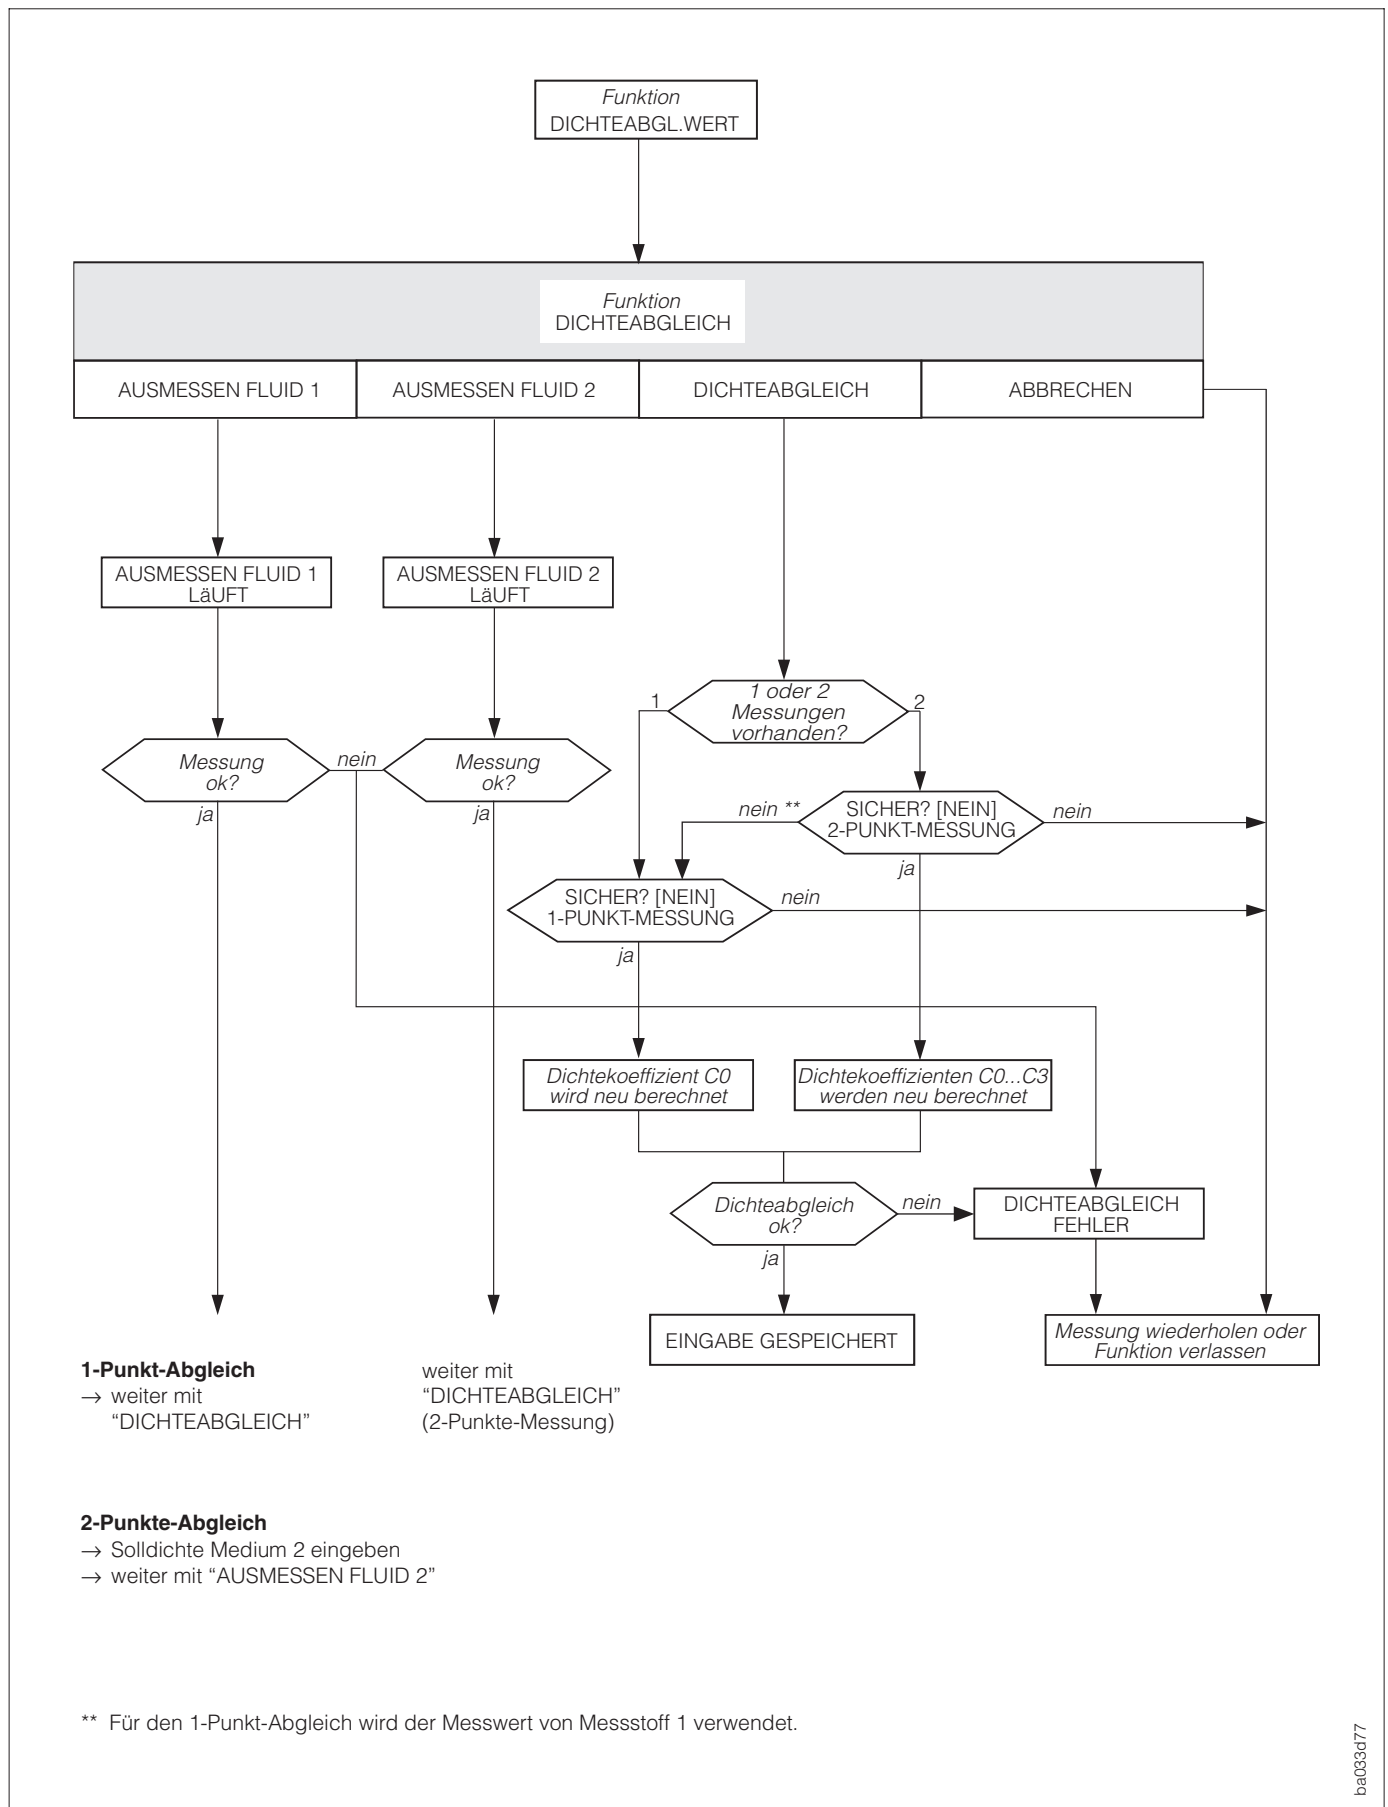 Funktion
DICHTEABGL.WERT
Funktion
DICHTEABGLEICH
AUSMESSEN FLUID 1
AUSMESSEN FLUID 2
DICHTEABGLEICH
ABBRECHEN
AUSMESSEN FLUID 1
LäUFT
AUSMESSEN FLUID 2
LäUFT
1
1 oder 2
Messungen
vorhanden?
2
Messung
ok?
nein
Messung
ok?
ja
ja
nein **
SICHER? [NEIN]
2-PUNKT-MESSUNG
nein
ja
SICHER? [NEIN]
1-PUNKT-MESSUNG
nein
ja
Dichtekoeffizient C0
wird neu berechnet
Dichtekoeffizienten C0...C3
werden neu berechnet
Dichteabgleich
ok?
nein
ja
DICHTEABGLEICH
FEHLER
EINGABE GESPEICHERT
Messung wiederholen oder
Funktion verlassen
1-Punkt-Abgleich
→ weiter mit
“DICHTEABGLEICH”
weiter mit
“DICHTEABGLEICH”
(2-Punkte-Messung)
2-Punkte-Abgleich
→ Solldichte Medium 2 eingeben
→ weiter mit “AUSMESSEN FLUID 2”
** Für den 1-Punkt-Abgleich wird der Messwert von Messstoff 1 verwendet.
ba033d77